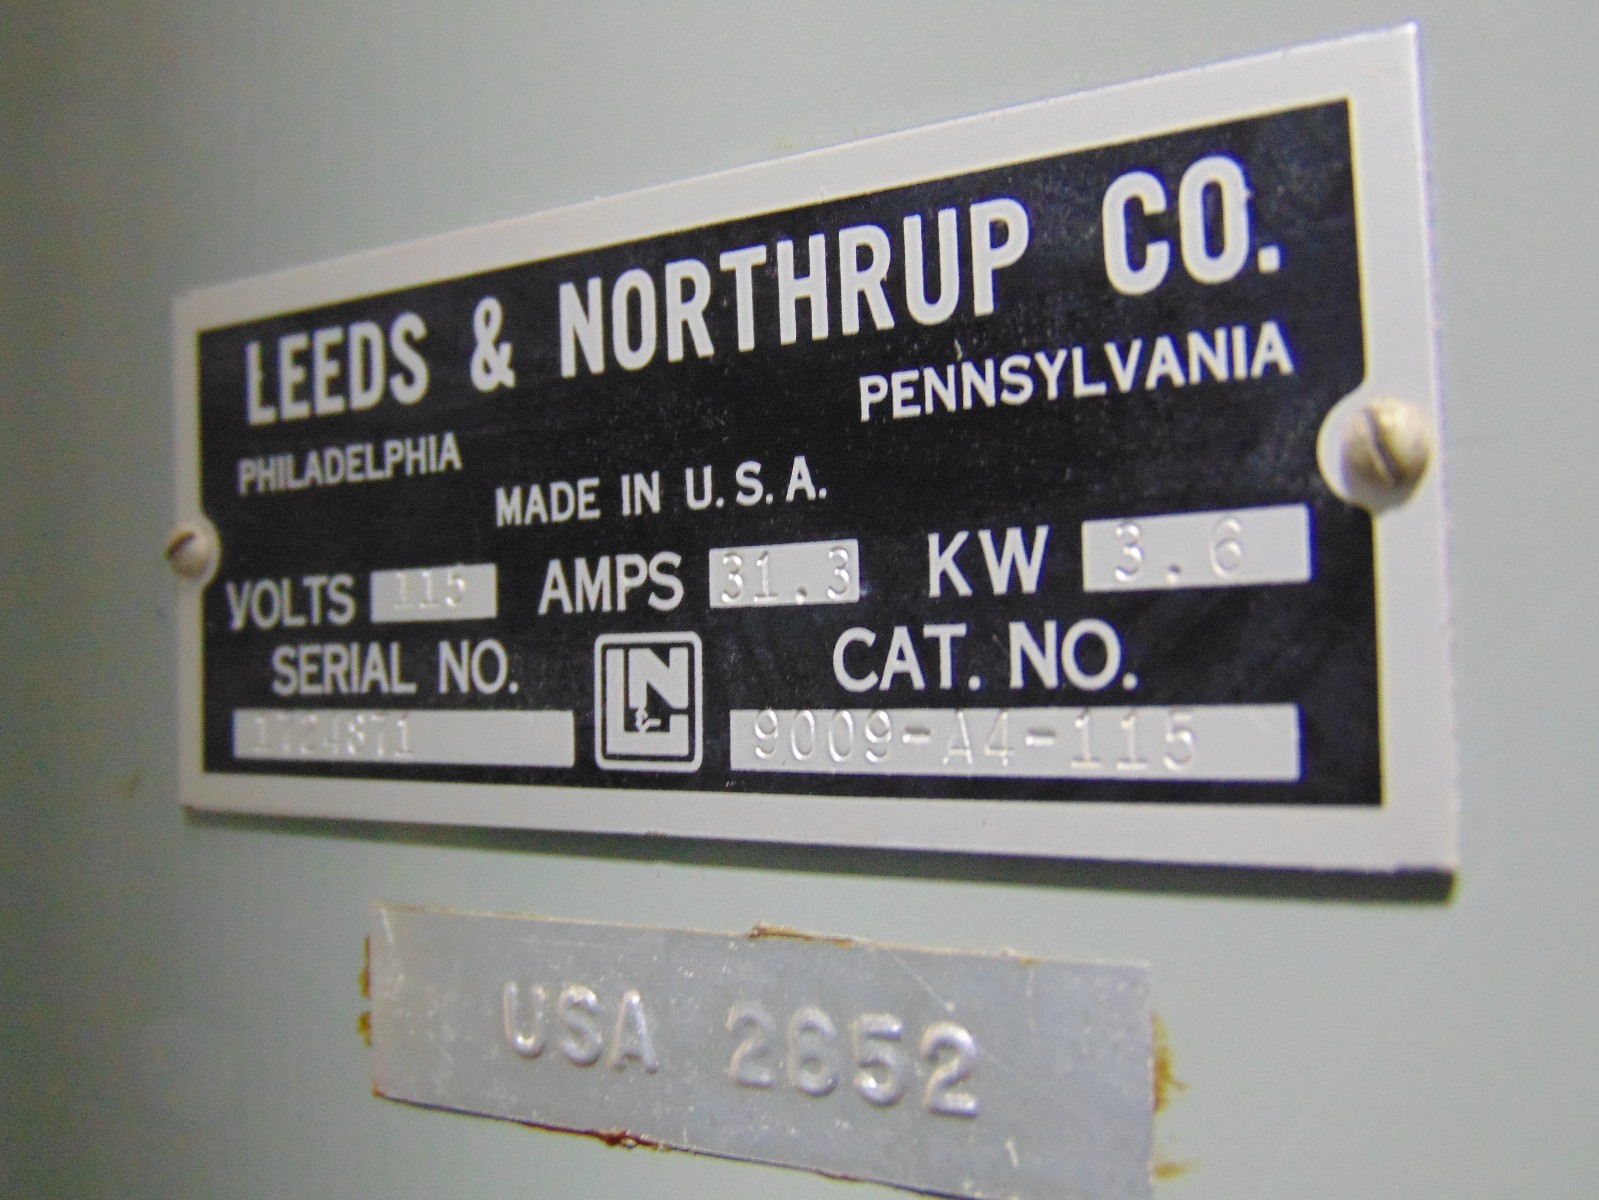 LEEDS & NORTHRUP CO.
PHILADELPHIA PENNSYLVANIA
MADE IN U.S.A.
VOLTS 115 AMPS 31.3 KW 3.6
SERIAL NO. CAT. NO.
1724871 L&N 9009-A4-115
USA 2652